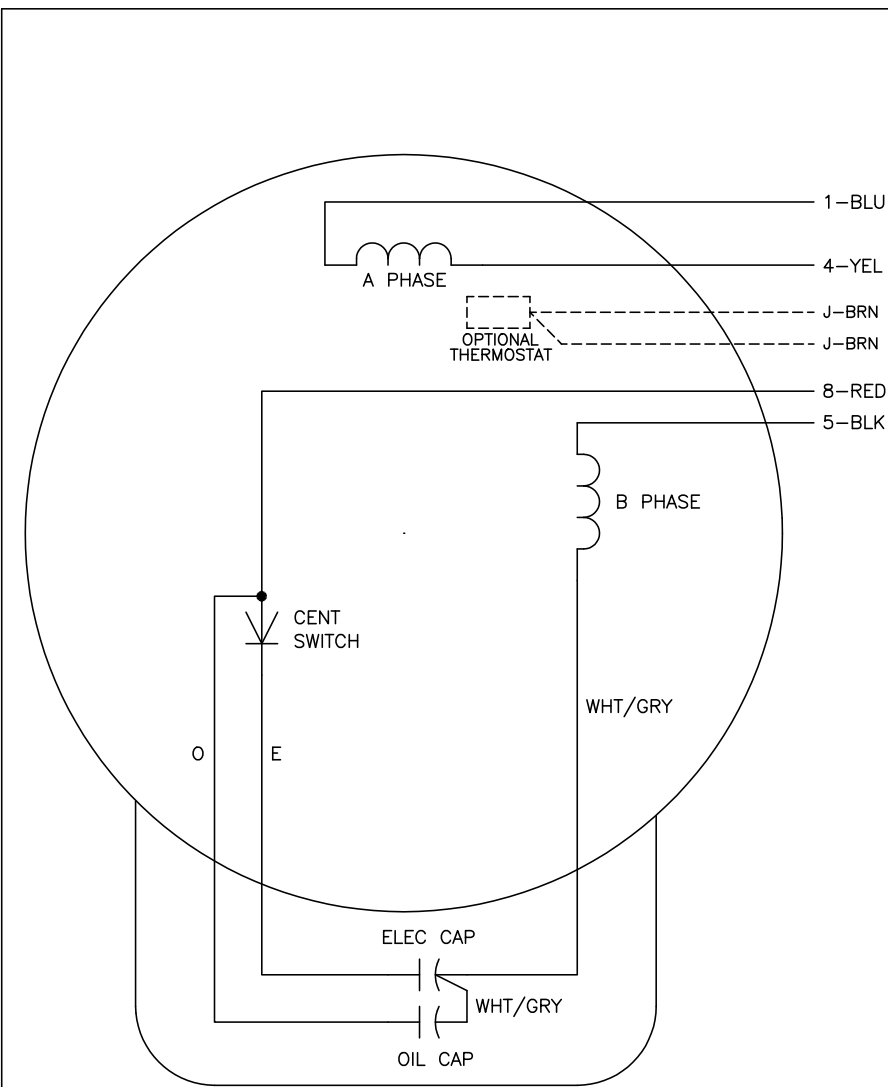 1-BLU
A PHASE
4-YEL
J-BRN
OPTIONAL
THERMOSTAT
J-BRN
8-RED
5-BLK
B PHASE
CENT
SWITCH
WHT/GRY
O
E
ELEC CAP
WHT/GRY
OIL CAP